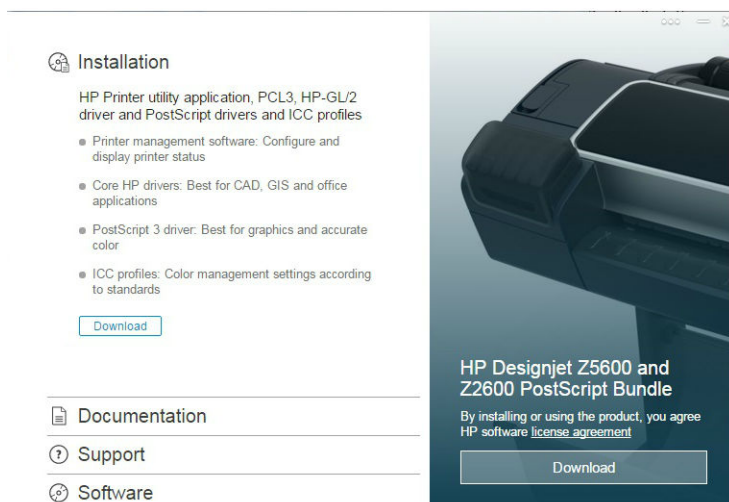 Installation
HP Printer utility application, PCL3, HP-GL/2
driver and PostScript drivers and ICC profiles
Printer management software: Configure and
display printer status
Core HP drivers: Best for CAD, GIS and office
applications
PostScript 3 driver: Best for graphics and accurate
color
ICC profiles: Color management settings according
to standards
Download
Documentation
Support
Software
HP Designjet Z5600 and
Z2600 PostScript Bundle
By installing or using the product, you agree
HP software license agreement
Download